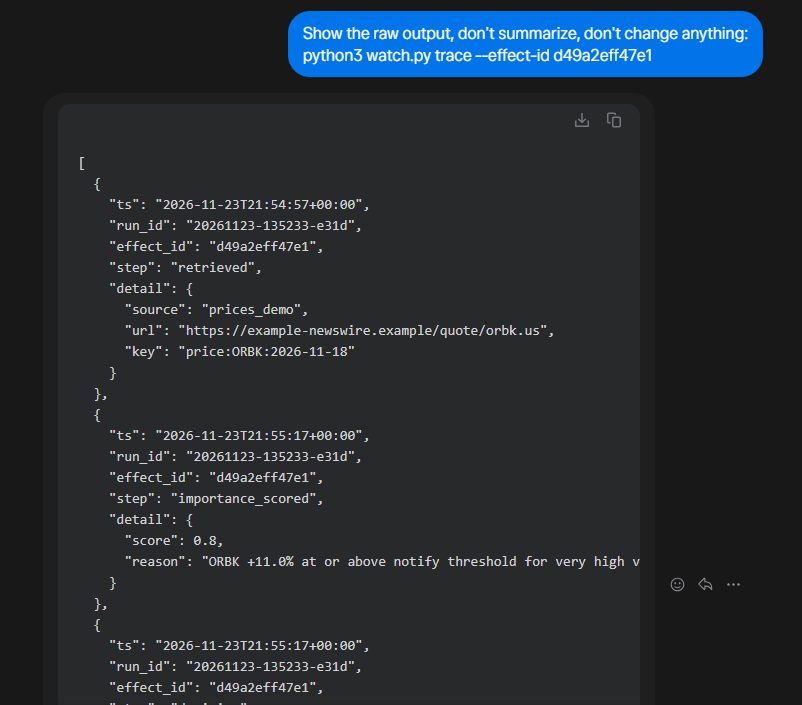 Show the raw output, don't summarize, don't change anything:
python3 watch.py trace --effect-id d49a2eff47e1
[
  {
    "ts": "2026-11-23T21:54:57+00:00",
    "run_id": "20261123-135233-e31d",
    "effect_id": "d49a2eff47e1",
    "step": "retrieved",
    "detail": {
      "source": "prices_demo",
      "url": "https://example-newswire.example/quote/orbk.us",
      "key": "price:ORBK:2026-11-18"
    }
  },
  {
    "ts": "2026-11-23T21:55:17+00:00",
    "run_id": "20261123-135233-e31d",
    "effect_id": "d49a2eff47e1",
    "step": "importance_scored",
    "detail": {
      "score": 0.8,
      "reason": "ORBK +11.0% at or above notify threshold for very high v
    }
  },
  {
    "ts": "2026-11-23T21:55:17+00:00",
    "run_id": "20261123-135233-e31d",
    "effect_id": "d49a2eff47e1",